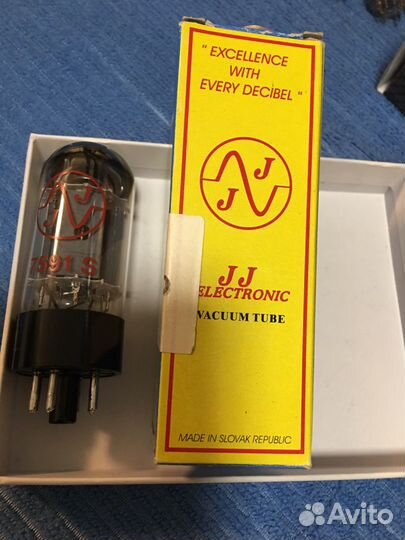 " EXCELLENCE
WITH
EVERY DECIBEL "
J
J
JJ
ELECTRONIC
VACUUM TUBE
MADE IN SLOVAK REPUBLIC
J
J
7591 S
Avito